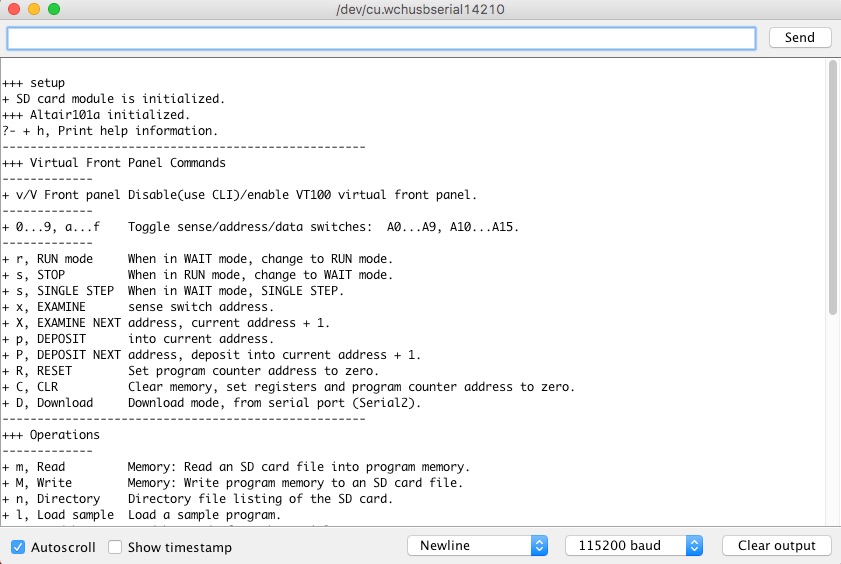 /dev/cu.wchusbserial14210
Send
+++ setup
+ SD card module is initialized.
+++ Altair101a initialized.
?- + h, Print help information.
----------------------------------------------------
+++ Virtual Front Panel Commands
-------------
+ v/V Front panel Disable(use CLI)/enable VT100 virtual front panel.
-------------
+ 0...9, a...f    Toggle sense/address/data switches:  A0...A9, A10...A15.
-------------
+ r, RUN mode     When in WAIT mode, change to RUN mode.
+ s, STOP         When in RUN mode, change to WAIT mode.
+ s, SINGLE STEP  When in WAIT mode, SINGLE STEP.
+ x, EXAMINE      sense switch address.
+ X, EXAMINE NEXT address, current address + 1.
+ p, DEPOSIT      into current address.
+ P, DEPOSIT NEXT address, deposit into current address + 1.
+ R, RESET        Set program counter address to zero.
+ C, CLR          Clear memory, set registers and program counter address to zero.
+ D, Download     Download mode, from serial port (Serial2).
----------------------------------------------------
+++ Operations
-------------
+ m, Read         Memory: Read an SD card file into program memory.
+ M, Write        Memory: Write program memory to an SD card file.
+ n, Directory    Directory file listing of the SD card.
+ l, Load sample  Load a sample program.
Autoscroll
Show timestamp
Newline
115200 baud
Clear output